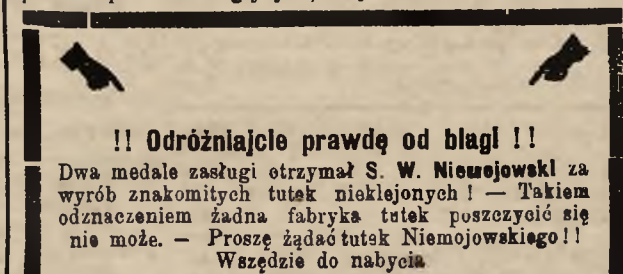 !! Odróżniajcie prawdę od blagi !!
Dwa medale zasługi otrzymał S. W. Niemojowski za
wyrób znakomitych tutek nieklejonych! — Takiem
odznaczeniem żadna fabryka tutek poszczycić się
nie może. — Proszę żądać tutek Niemojowskiego!!
Wszędzie do nabycia